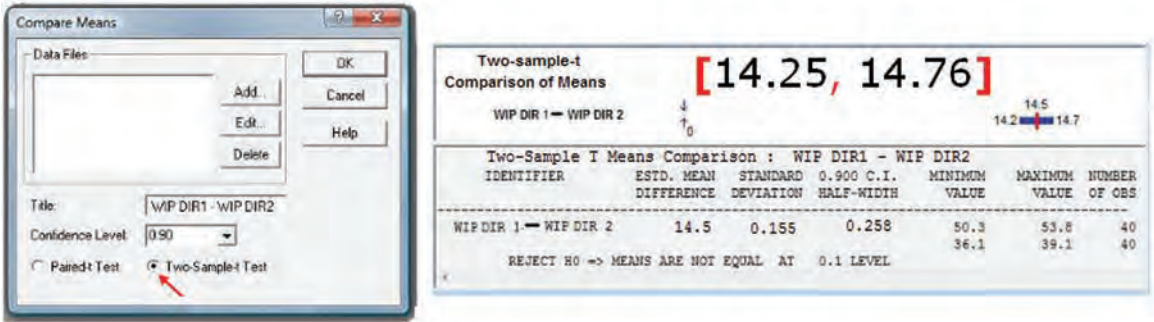 Compare Means
Data Files
OK
Add...
Cancel
Edit...
Help
Delete
Title: WIP DIR1 - WIP DIR2
Confidence Level: 0.90
Paired-t Test Two-Sample-t Test
Two-sample-t
Comparison of Means
[14.25, 14.76]
WIP DIR 1 — WIP DIR 2
0
14.5
14.2 14.7
Two-Sample T Means Comparison : WIP DIR1 - WIP DIR2
IDENTIFIER ESTD. MEAN STANDARD 0.900 C.I. MINIMUM MAXIMUM NUMBER
DIFFERENCE DEVIATION HALF-WIDTH VALUE VALUE OF OBS
WIP DIR 1 — WIP DIR 2 14.5 0.155 0.258 50.3 53.8 40
36.1 39.1 40
REJECT H0 => MEANS ARE NOT EQUAL AT 0.1 LEVEL